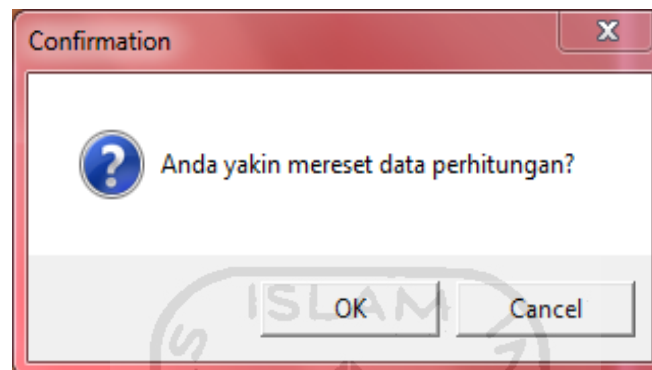 Confirmation
Anda yakin mereset data perhitungan?
OK
Cancel
ISLAM